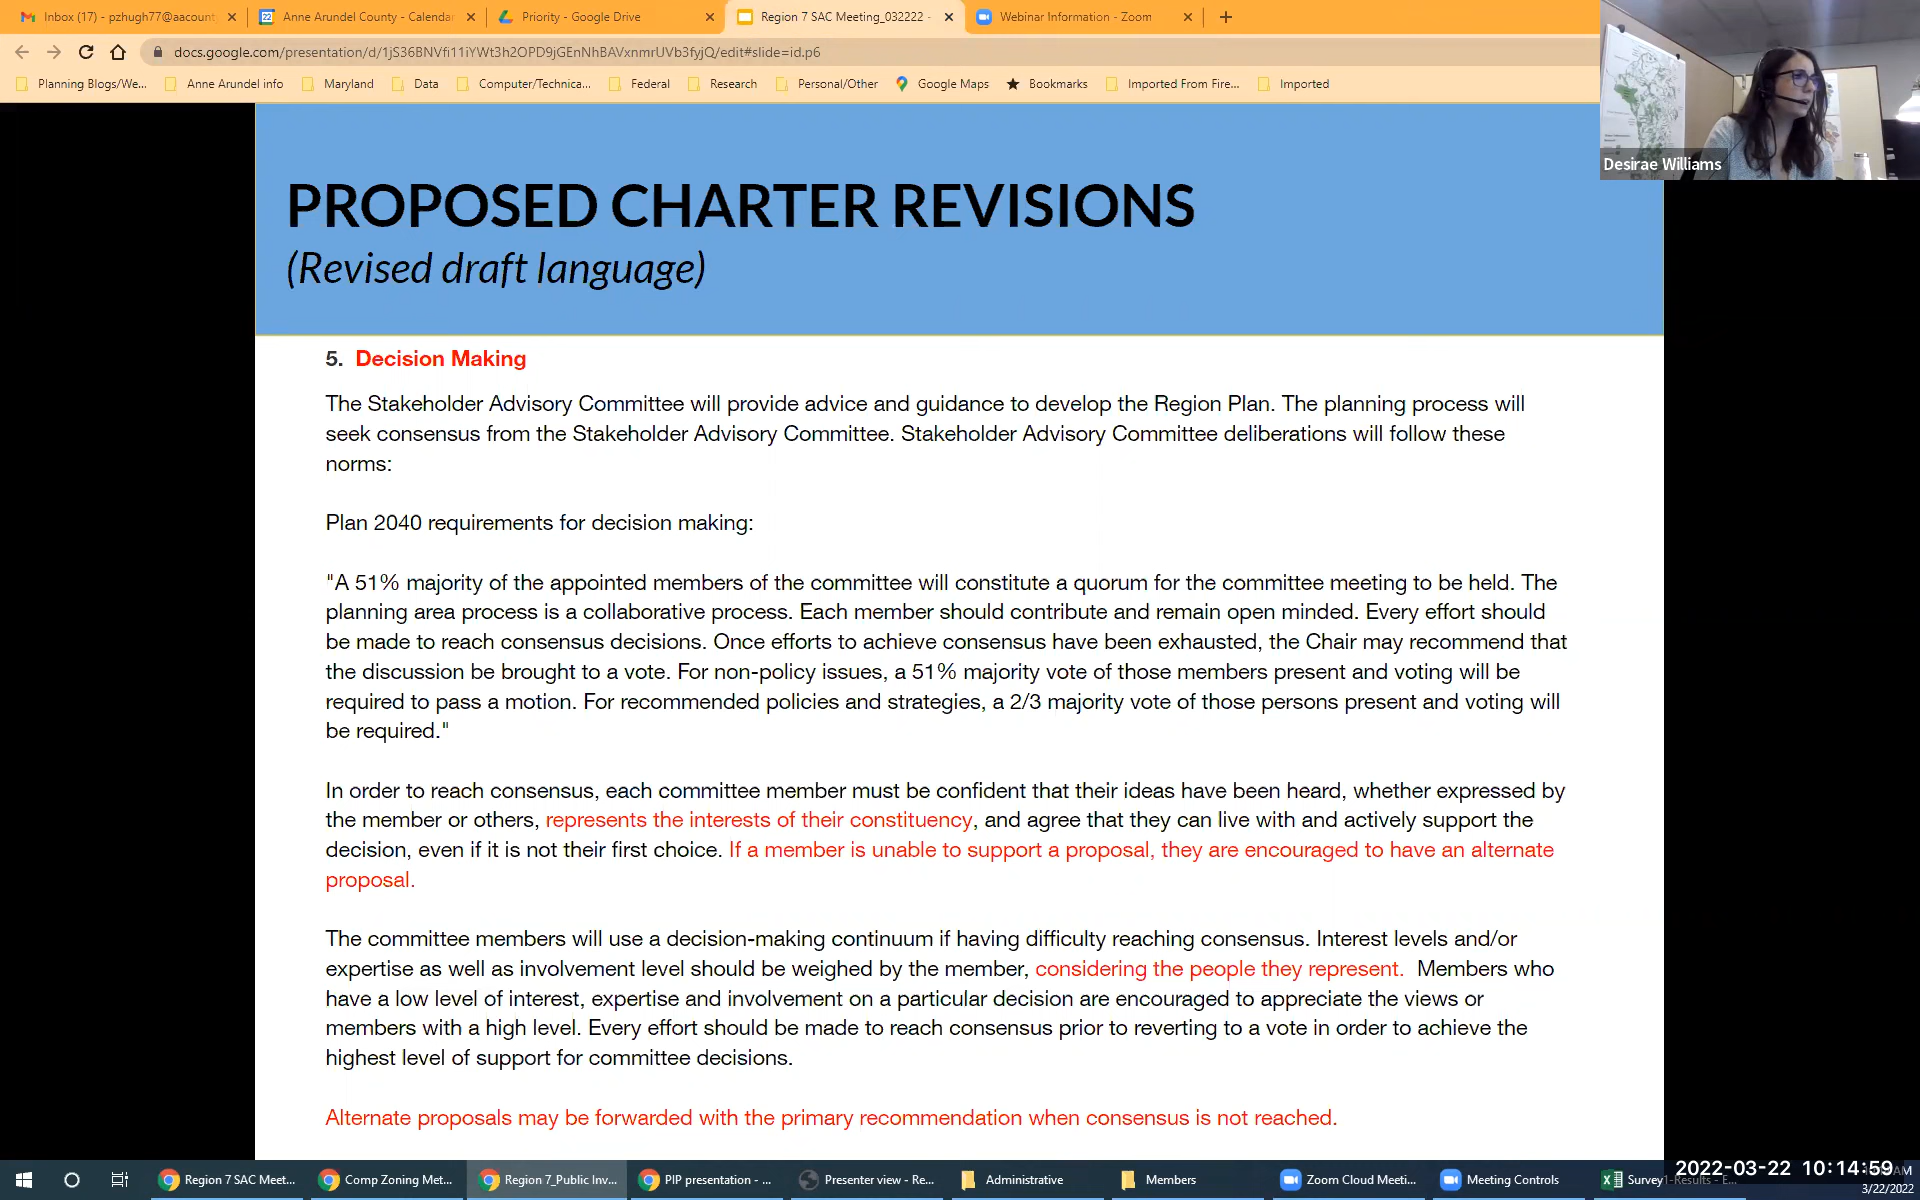 Inbox (17) - pzhugh77@aacount
Anne Arundel County - Calendar
Priority - Google Drive
Region 7 SAC Meeting_032222 -
Webinar Information - Zoom
docs.google.com/presentation/d/1jS36BNVfi11iYWt3h2OPD9jGEnNhBAVxnmrUVb3fyjQ/edit#slide=id.p6
Planning Blogs/We...
Anne Arundel info
Maryland
Data
Computer/Technica...
Federal
Research
Personal/Other
Google Maps
Bookmarks
Imported From Fire...
Imported
Desirae Williams
PROPOSED CHARTER REVISIONS
(Revised draft language)
5. Decision Making
The Stakeholder Advisory Committee will provide advice and guidance to develop the Region Plan. The planning process will
seek consensus from the Stakeholder Advisory Committee. Stakeholder Advisory Committee deliberations will follow these
norms:
Plan 2040 requirements for decision making:
"A 51% majority of the appointed members of the committee will constitute a quorum for the committee meeting to be held. The
planning area process is a collaborative process. Each member should contribute and remain open minded. Every effort should
be made to reach consensus decisions. Once efforts to achieve consensus have been exhausted, the Chair may recommend that
the discussion be brought to a vote. For non-policy issues, a 51% majority vote of those members present and voting will be
required to pass a motion. For recommended policies and strategies, a 2/3 majority vote of those persons present and voting will
be required."
In order to reach consensus, each committee member must be confident that their ideas have been heard, whether expressed by
the member or others, represents the interests of their constituency, and agree that they can live with and actively support the
decision, even if it is not their first choice. If a member is unable to support a proposal, they are encouraged to have an alternate
proposal.
The committee members will use a decision-making continuum if having difficulty reaching consensus. Interest levels and/or
expertise as well as involvement level should be weighed by the member, considering the people they represent. Members who
have a low level of interest, expertise and involvement on a particular decision are encouraged to appreciate the views or
members with a high level. Every effort should be made to reach consensus prior to reverting to a vote in order to achieve the
highest level of support for committee decisions.
Alternate proposals may be forwarded with the primary recommendation when consensus is not reached.
Region 7 SAC Meet...
Comp Zoning Met...
Region 7_Public Inv...
PIP presentation - ...
Presenter view - Re...
Administrative
Members
Zoom Cloud Meeti...
Meeting Controls
Survey1-Results - E...
2022-03-22 10:14:59
3/22/2022